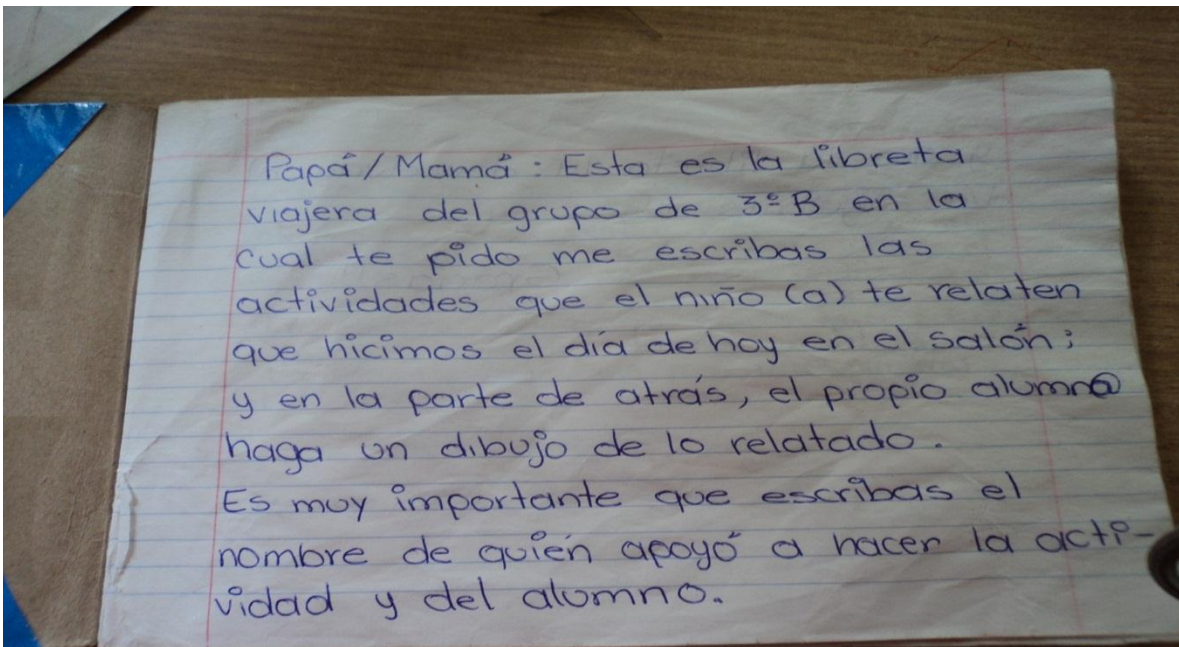 Papá/Mamá: Esta es la libreta
viajera del grupo de 3º B en la
cual te pido me escribas las
actividades que el niño (a) te relaten
que hicimos el día de hoy en el salón;
y en la parte de atrás, el propio alumn@
haga un dibujo de lo relatado.
Es muy importante que escribas el
nombre de quién apoyó a hacer la acti-
vidad y del alumno.